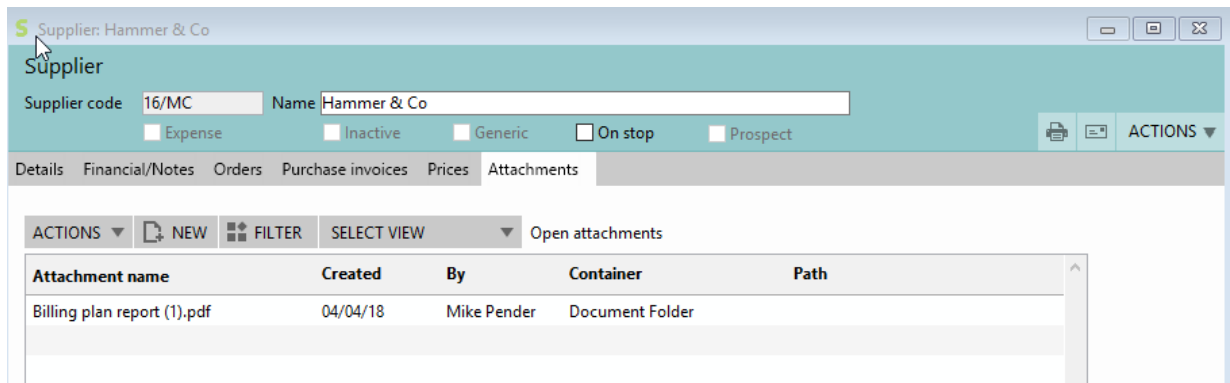 S Supplier: Hammer & Co
Supplier
Supplier code 16/MC Name Hammer & Co
Expense Inactive Generic On stop Prospect
ACTIONS
Details Financial/Notes Orders Purchase invoices Prices Attachments
ACTIONS NEW FILTER SELECT VIEW Open attachments
Attachment name Created By Container Path
Billing plan report (1).pdf 04/04/18 Mike Pender Document Folder